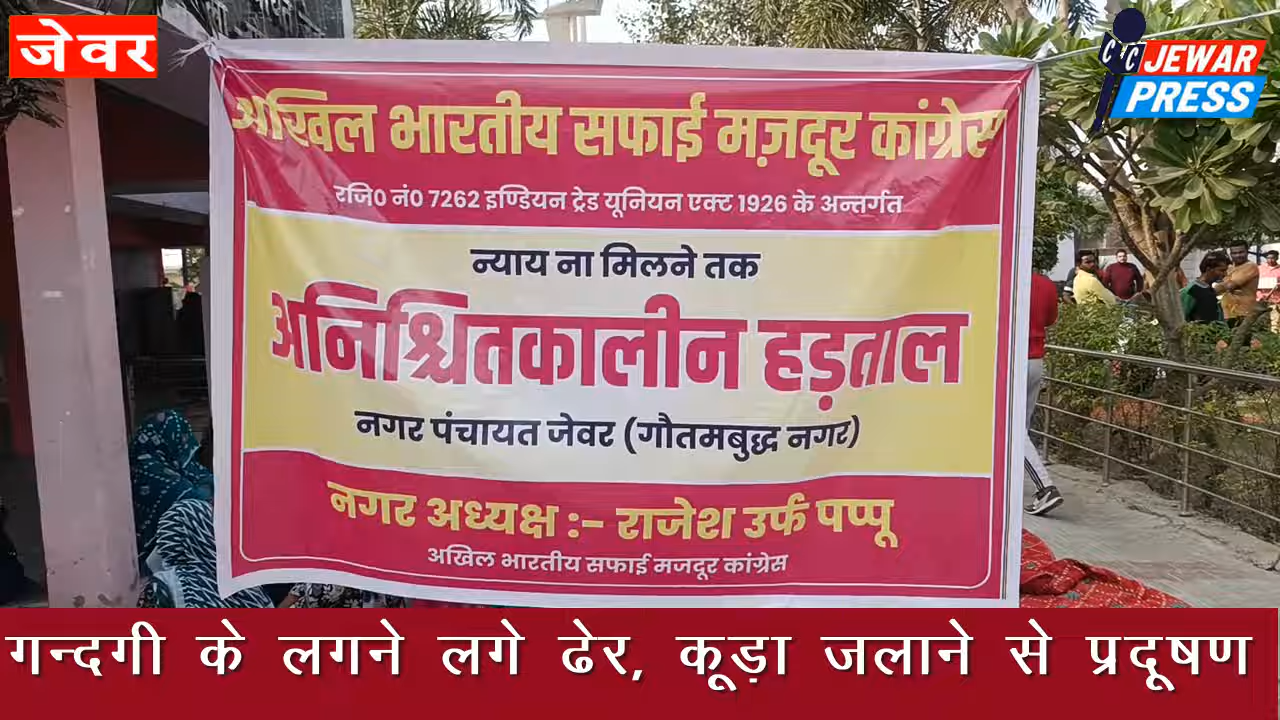 जेवर
JEWAR
PRESS
अखिल भारतीय सफाई मज़दूर कांग्रेस
रजि0 नं0 7262 इण्डियन ट्रेड यूनियन एक्ट 1926 के अन्तर्गत
न्याय ना मिलने तक
अनिश्चितकालीन हड़ताल
नगर पंचायत जेवर (गौतमबुद्ध नगर)
नगर अध्यक्ष :- राजेश उर्फ पप्पू
अखिल भारतीय सफाई मजदूर कांग्रेस
गन्दगी के लगने लगे ढेर, कूड़ा जलाने से प्रदूषण